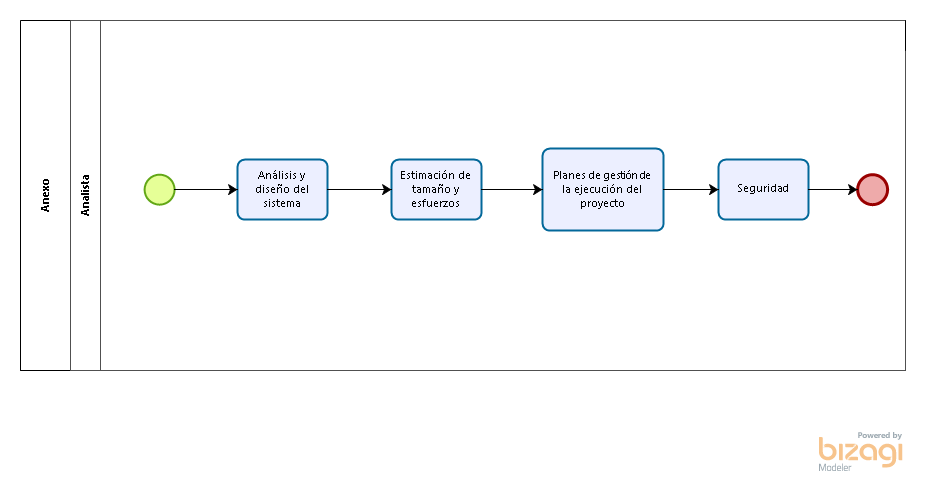 Anexo
Analista
Análisis y
diseño del
sistema
Estimación de
tamaño y
esfuerzos
Planes de gestión de
la ejecución del
proyecto
Seguridad
Powered by
bizagi
Modeler